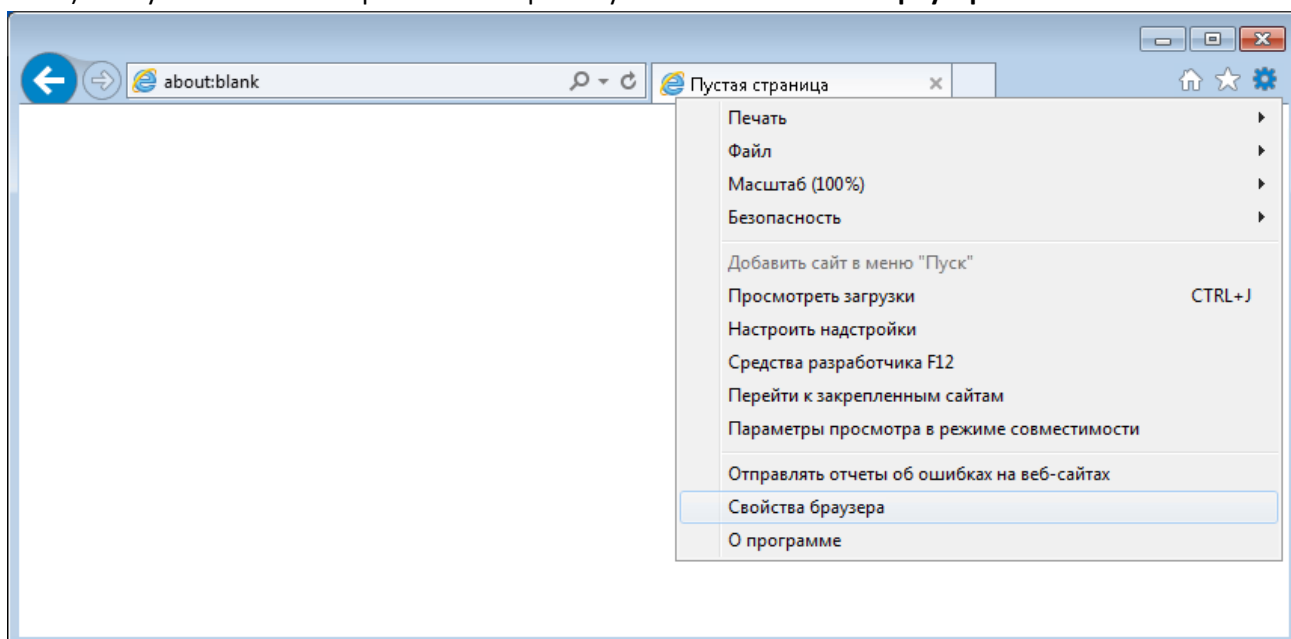 about:blank
Пустая страница
Печать
Файл
Масштаб (100%)
Безопасность
Добавить сайт в меню "Пуск"
Просмотреть загрузки CTRL+J
Настроить надстройки
Средства разработчика F12
Перейти к закрепленным сайтам
Параметры просмотра в режиме совместимости
Отправлять отчеты об ошибках на веб-сайтах
Свойства браузера
О программе